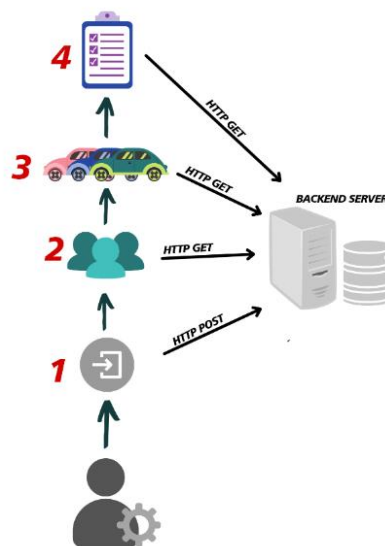 4
HTTP GET
3
HTTP GET
BACKEND SERVER
2
HTTP GET
HTTP POST
1